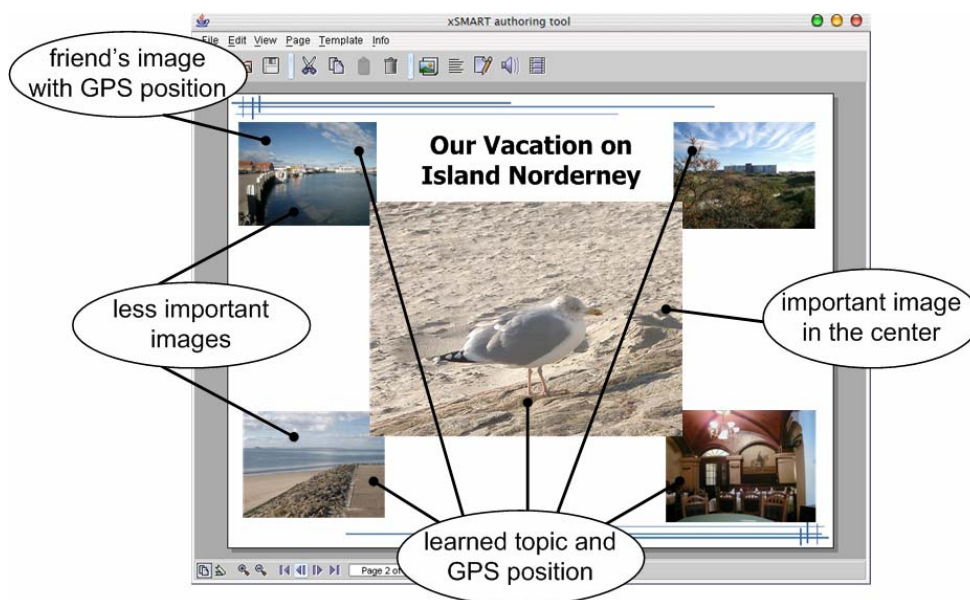 xSMART authoring tool
File Edit View Page Template Info
friend's image
with GPS position
Our Vacation on
Island Norderney
less important
images
important image
in the center
learned topic and
GPS position
Page 2 of